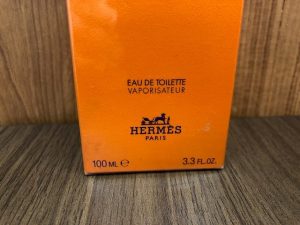 EAU DE TOILETTE
VAPORISATEUR
HERMÈS
PARIS
100 ML ℮ 3.3 FL.OZ.